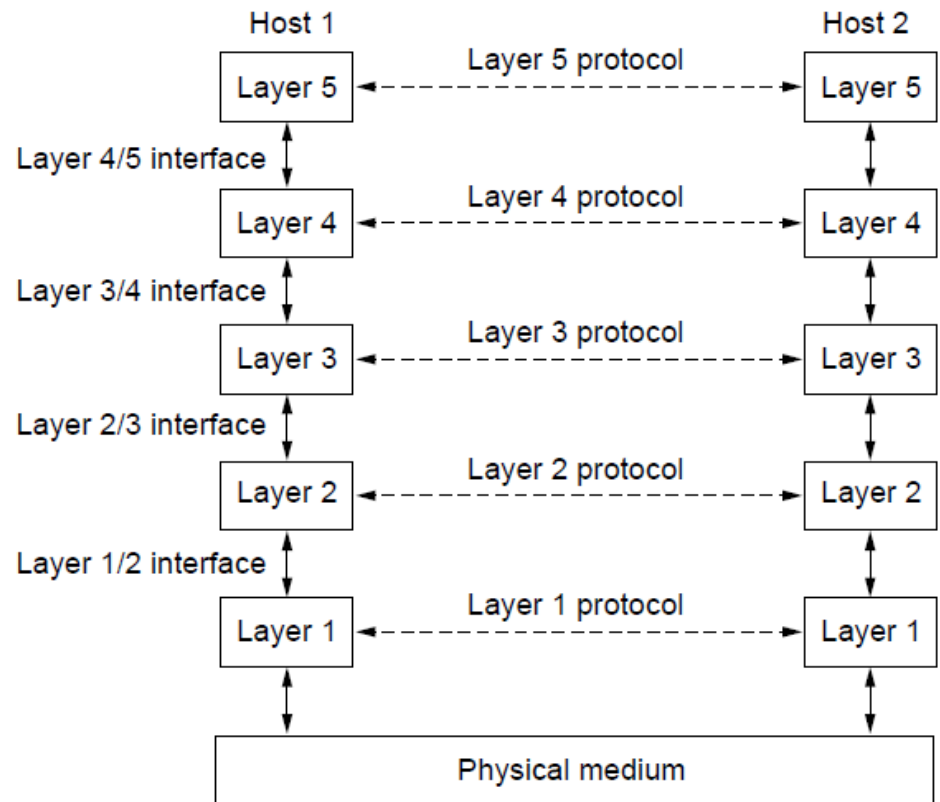 Host 1
Host 2
Layer 5 protocol
Layer 5
Layer 5
Layer 4/5 interface
Layer 4 protocol
Layer 4
Layer 4
Layer 3/4 interface
Layer 3 protocol
Layer 3
Layer 3
Layer 2/3 interface
Layer 2 protocol
Layer 2
Layer 2
Layer 1/2 interface
Layer 1 protocol
Layer 1
Layer 1
Physical medium